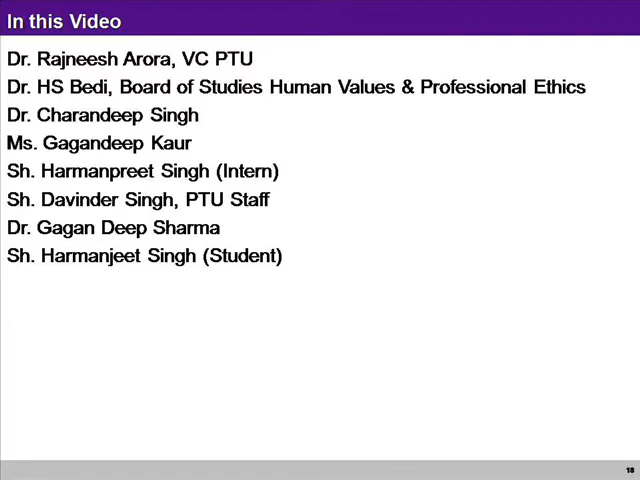 In this Video
Dr. Rajneesh Arora, VC PTU
Dr. HS Bedi, Board of Studies Human Values & Professional Ethics
Dr. Charandeep Singh
Ms. Gagandeep Kaur
Sh. Harmanpreet Singh (Intern)
Sh. Davinder Singh, PTU Staff
Dr. Gagan Deep Sharma
Sh. Harmanjeet Singh (Student)
18